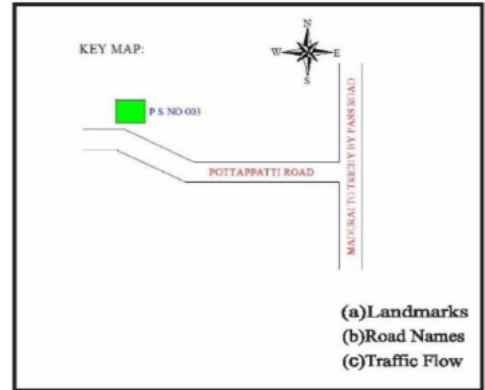 N
KEY MAP:
W
E
S
P S NO 003
POTTAPPATTI ROAD
MADURAI TO TRICHY BY PASS ROAD
(a)Landmarks
(b)Road Names
(c)Traffic Flow